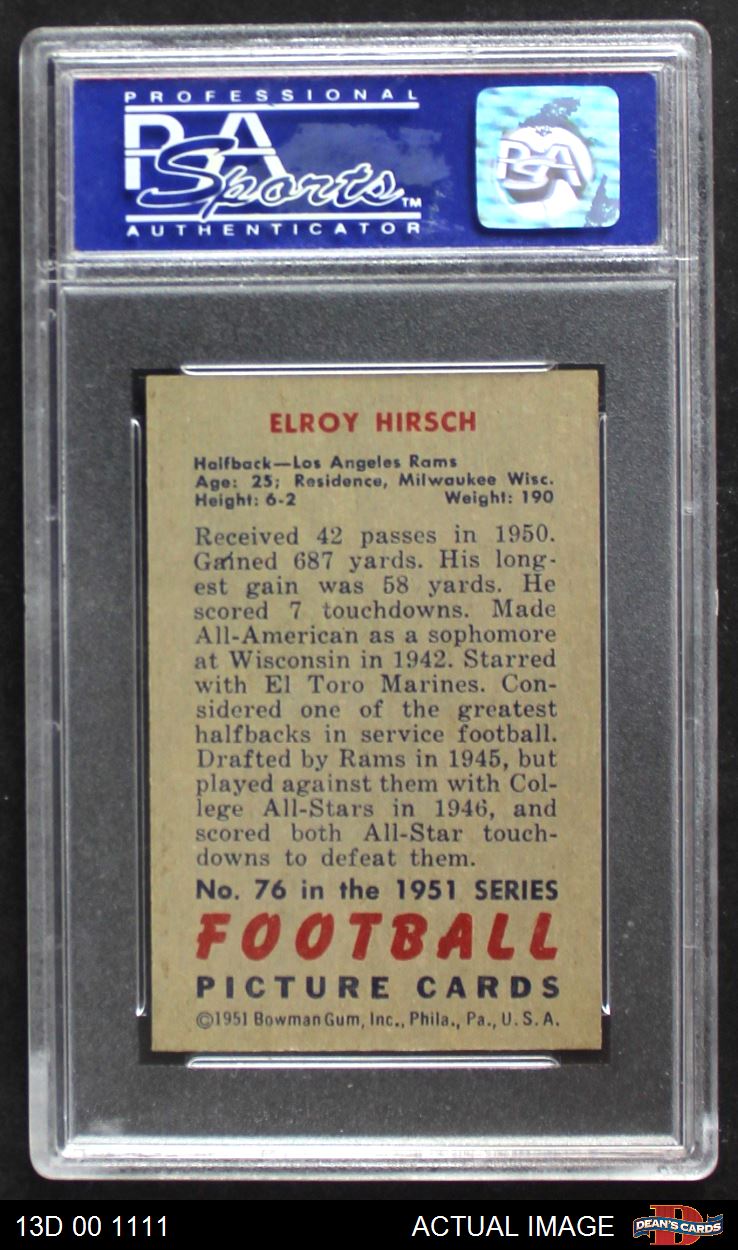 PROFESSIONAL
PSA
Sports™
AUTHENTICATOR
PSA
ELROY HIRSCH
Halfback—Los Angeles Rams
Age: 25; Residence, Milwaukee Wisc.
Height: 6-2 Weight: 190
Received 42 passes in 1950.
Gained 687 yards. His long-
est gain was 58 yards. He
scored 7 touchdowns. Made
All-American as a sophomore
at Wisconsin in 1942. Starred
with El Toro Marines. Con-
sidered one of the greatest
halfbacks in service football.
Drafted by Rams in 1945, but
played against them with Col-
lege All-Stars in 1946, and
scored both All-Star touch-
downs to defeat them.
No. 76 in the 1951 SERIES
FOOTBALL
PICTURE CARDS
©1951 Bowman Gum, Inc., Phila., Pa., U. S. A.
13D 00 1111 ACTUAL IMAGE DEAN'S CARDS